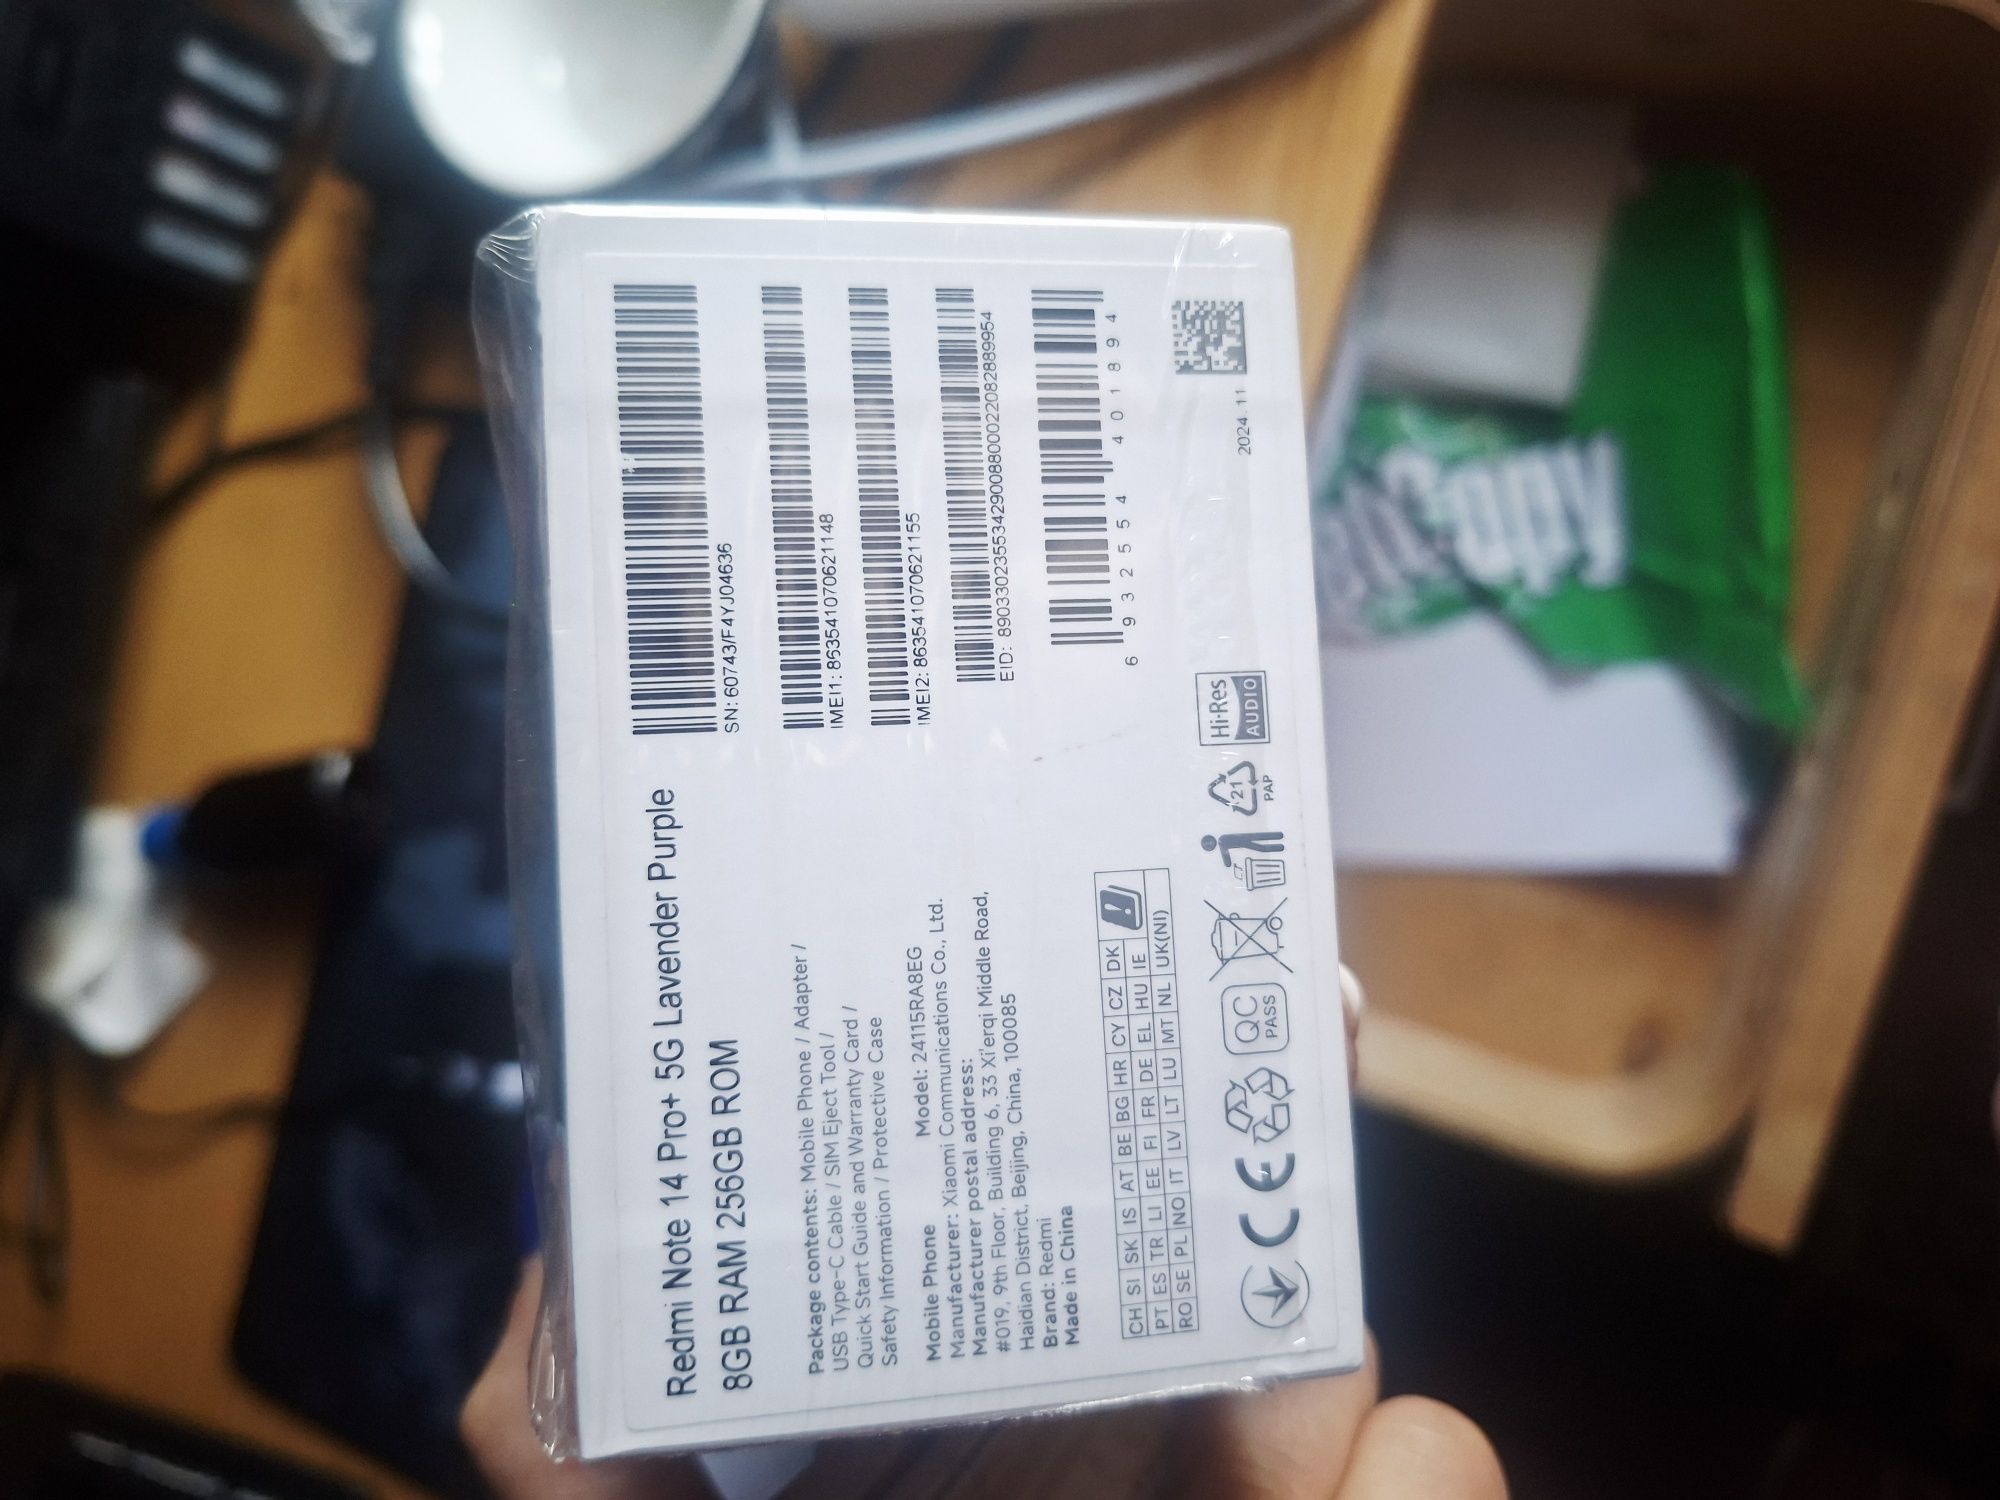 Redmi Note 14 Pro+ 5G Lavender Purple
8GB RAM 256GB ROM
Package contents: Mobile Phone / Adapter /
USB Type-C Cable / SIM Eject Tool /
Quick Start Guide and Warranty Card /
Safety Information / Protective Case
Mobile Phone Model: 24115RA8EG
Manufacturer: Xiaomi Communications Co., Ltd.
Manufacturer postal address:
#019, 9th Floor, Building 6, 33 Xi'erqi Middle Road,
Haidian District, Beijing, China, 100085
Brand: Redmi
Made in China
CH SI SK IS AT BE BG HR CY CZ DK
PT ES TR LI EE FI FR DE EL HU IE
RO SE PL NO IT LV LT LU MT NL UK(NI)
CE
QC
PASS
21
PAP
Hi-Res
AUDIO
SN: 60743/F4YJ04636
IMEI1: 863541070621148
IMEI2: 863541070621155
EID: 89033023553429008800022082889954
6 932554 401894
2024.11